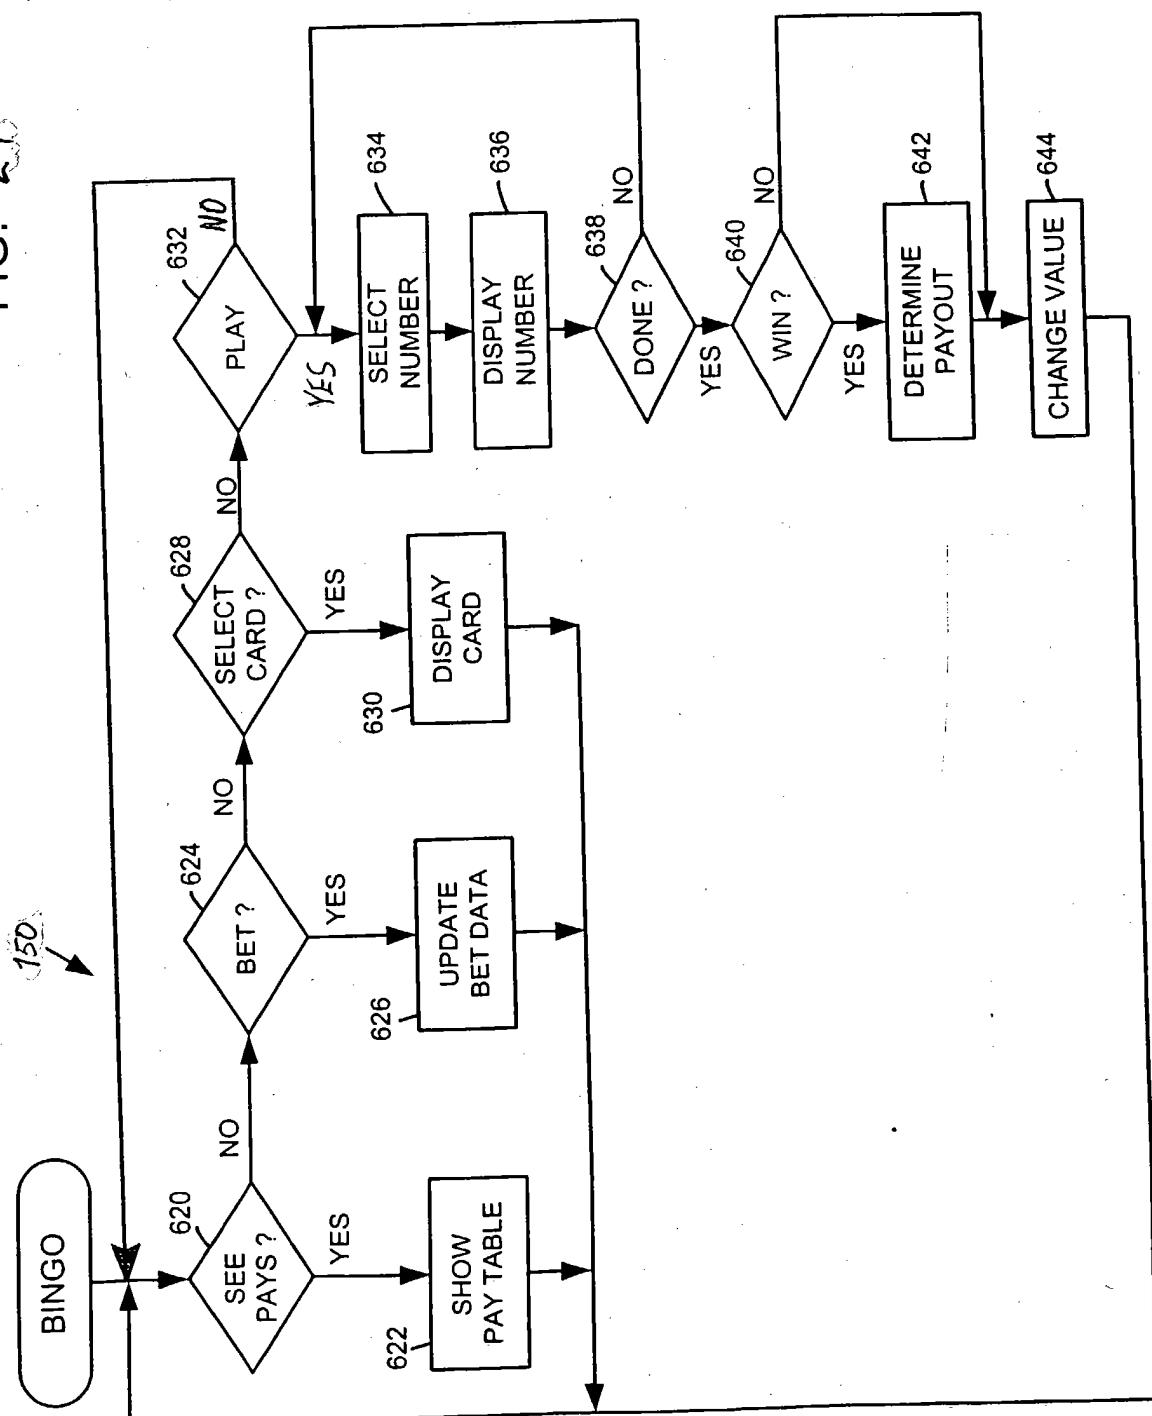 FIG.
150
BINGO
620
SEE
PAYS ?
NO
YES
622
SHOW
PAY TABLE
624
BET ?
NO
YES
626
UPDATE
BET DATA
628
SELECT
CARD ?
NO
YES
630
DISPLAY
CARD
632
PLAY
NO
YES
634
SELECT
NUMBER
636
DISPLAY
NUMBER
638
DONE ?
NO
YES
640
WIN ?
NO
YES
642
DETERMINE
PAYOUT
644
CHANGE VALUE